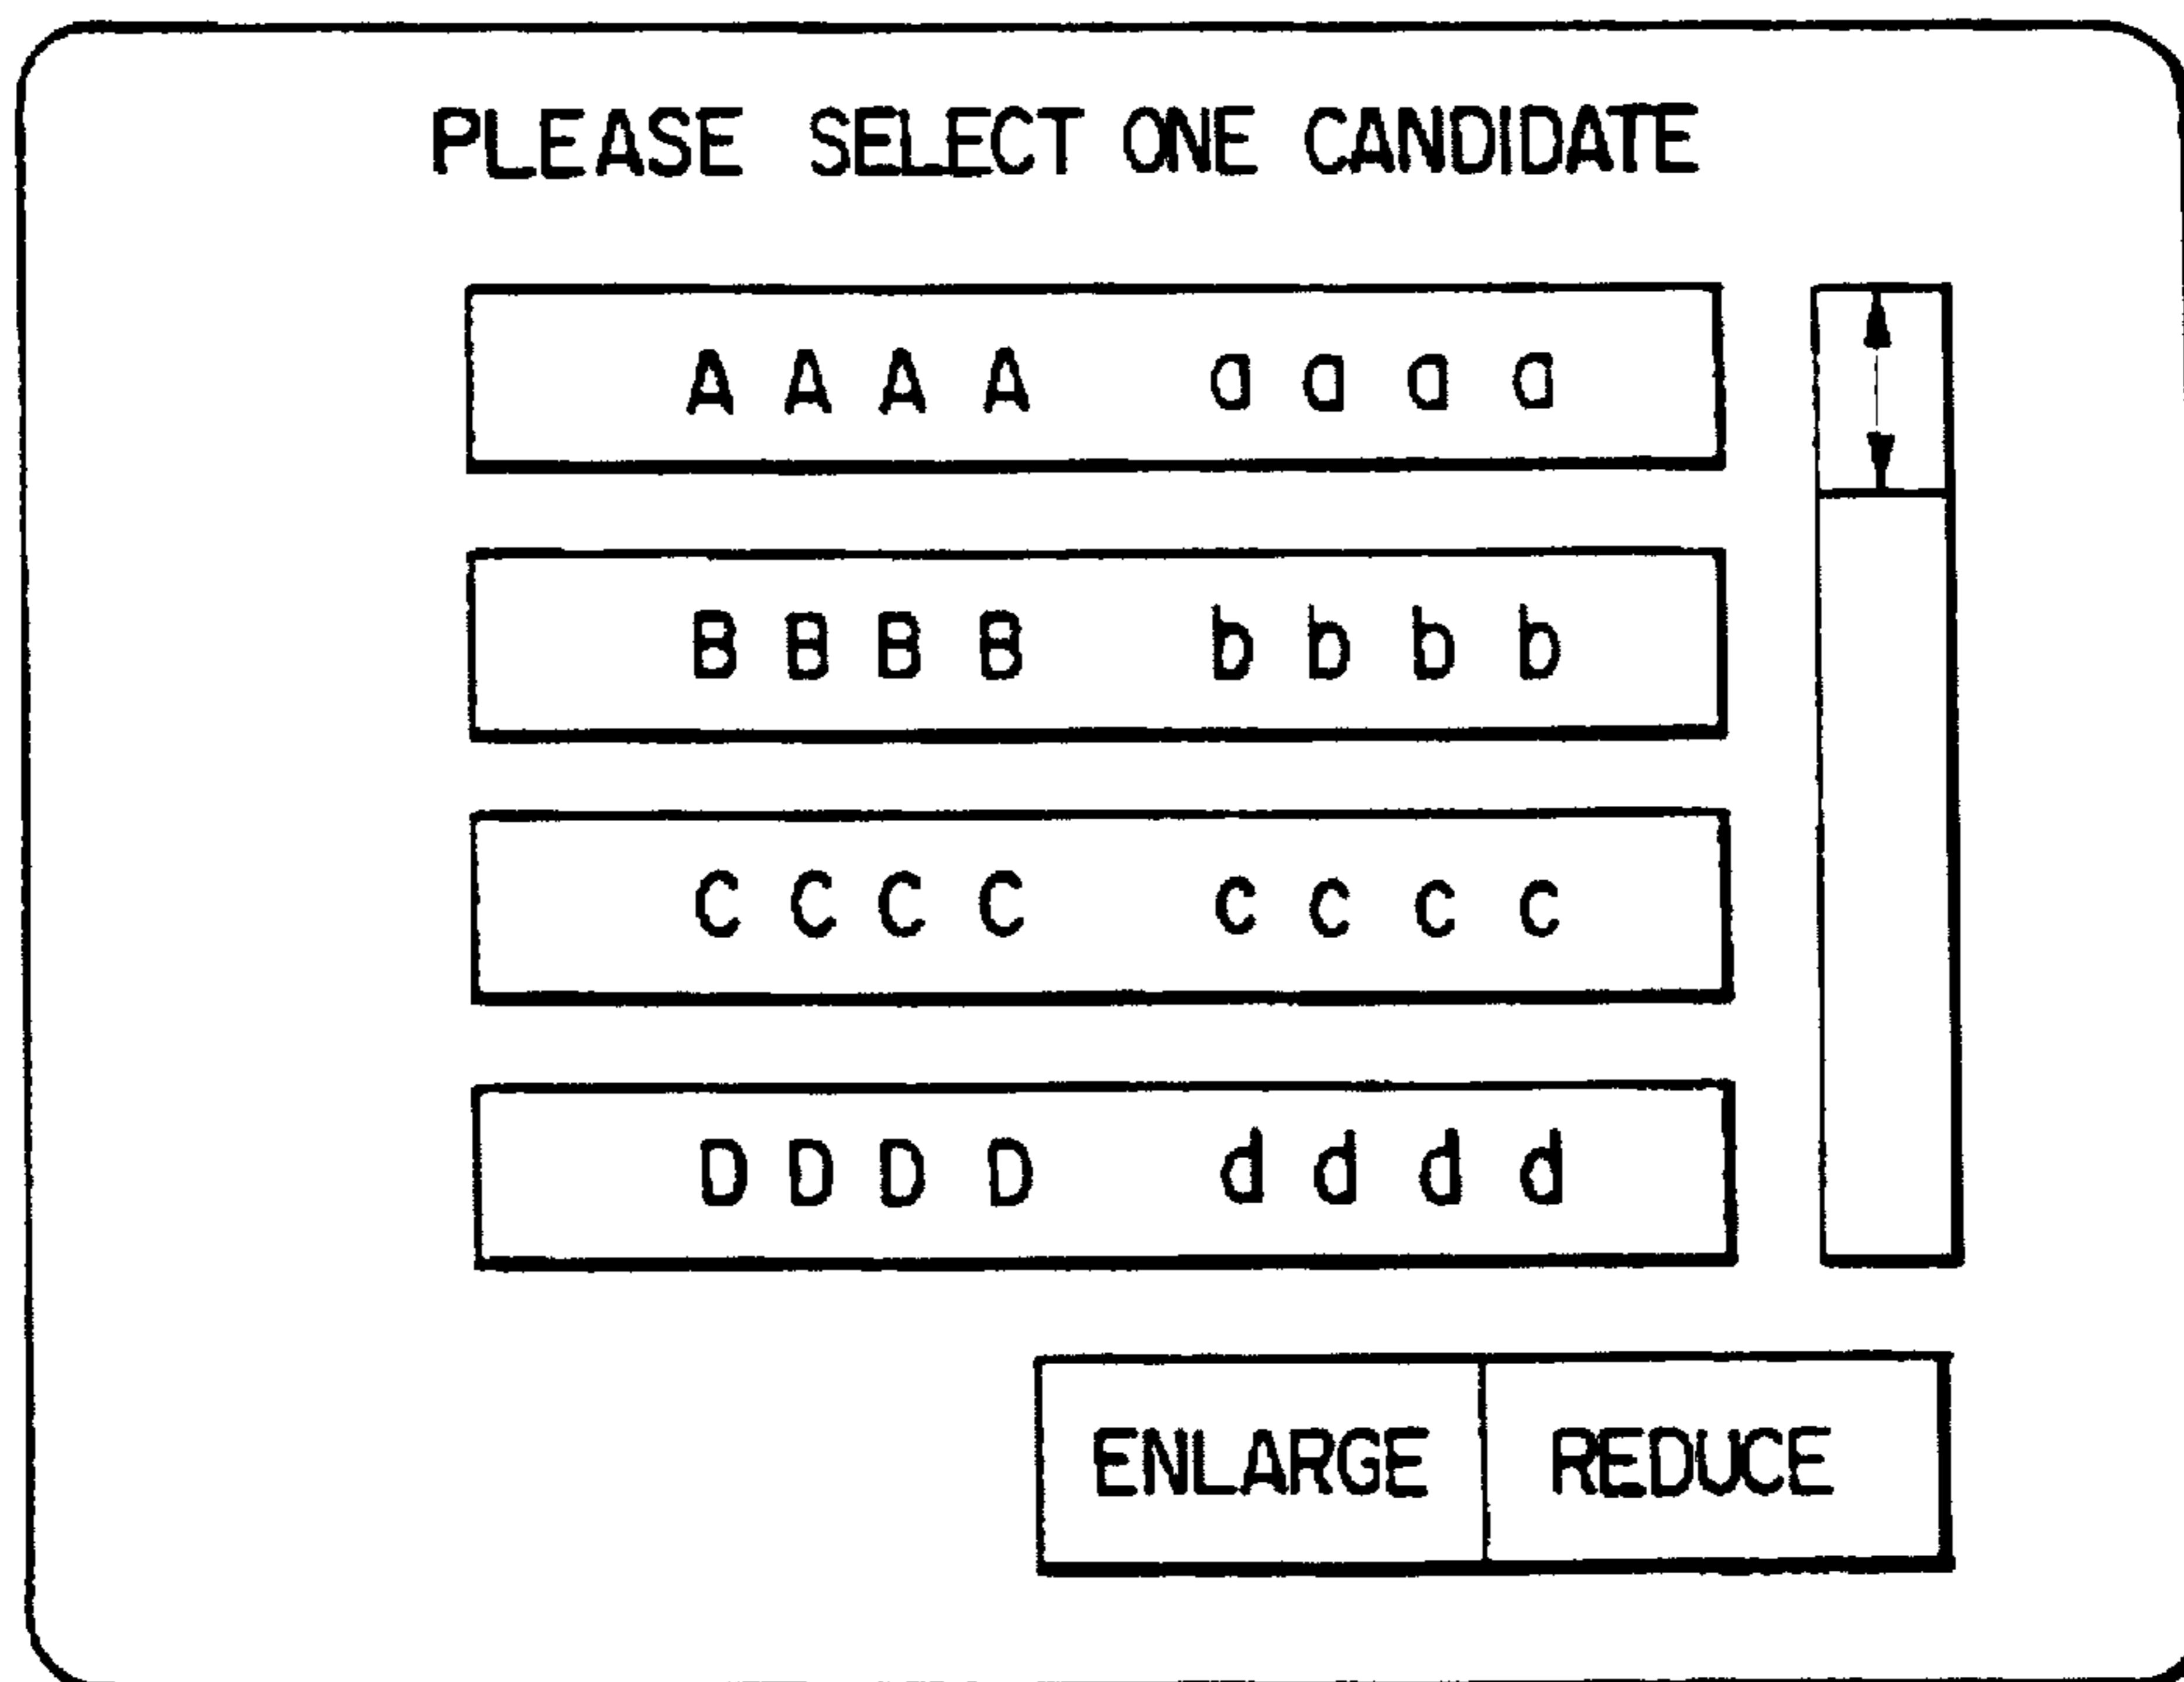 PLEASE SELECT ONE CANDIDATE
A A A A a a a a
B B B B b b b b
C C C C c c c c
D D D D d d d d
ENLARGE REDUCE